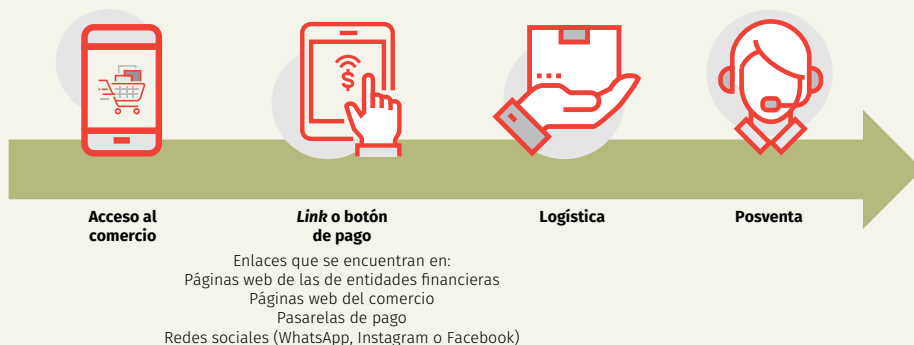 $
Acceso al
comercio
Link o botón
de pago
Logística
Posventa
Enlaces que se encuentran en:
Páginas web de las de entidades financieras
Páginas web del comercio
Pasarelas de pago
Redes sociales (WhatsApp, Instagram o Facebook)